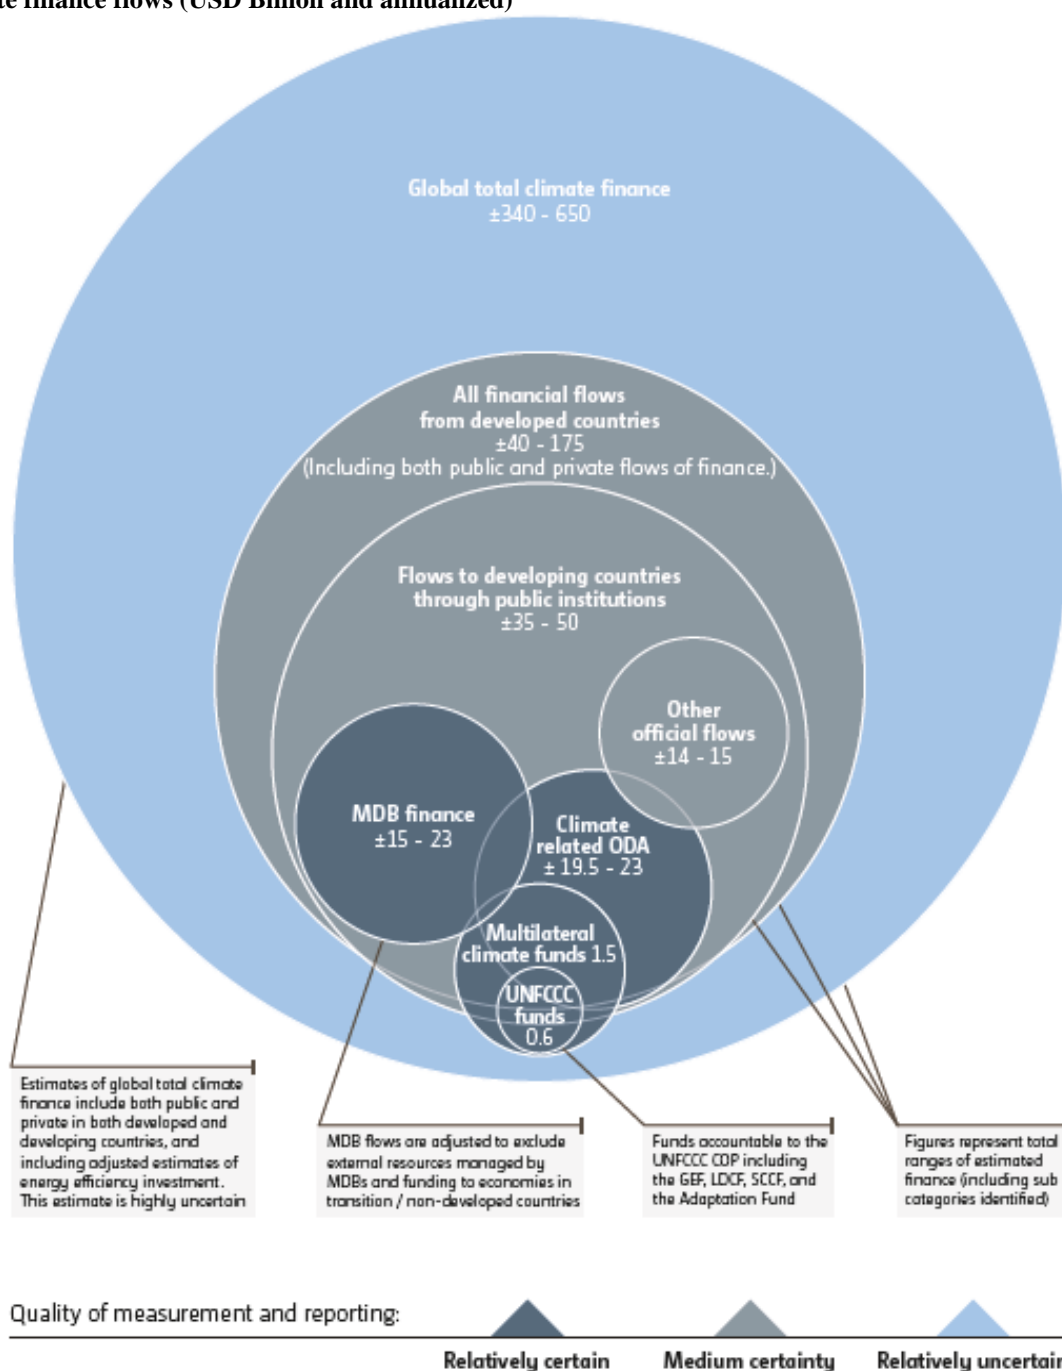 te finance flows (USD Billion and annualized)
Global total climate finance
±340 - 650
All financial flows
from developed countries
±40 - 175
(Including both public and private flows of finance.)
Flows to developing countries
through public institutions
±35 - 50
Other
official flows
±14 - 15
MDB finance
±15 - 23
Climate
related ODA
± 19.5 - 23
Multilateral
climate funds 1.5
UNFCCC
funds
0.6
Estimates of global total climate
finance include both public and
private in both developed and
developing countries, and
including adjusted estimates of
energy efficiency investment.
This estimate is highly uncertain
MDB flows are adjusted to exclude
external resources managed by
MDBs and funding to economies in
transition / non-developed countries
Funds accountable to the
UNFCCC COP including
the GEF, LDCF, SCCF, and
the Adaptation Fund
Figures represent total
ranges of estimated
finance (including sub
categories identified)
Quality of measurement and reporting:
Relatively certain
Medium certainty
Relatively uncertain